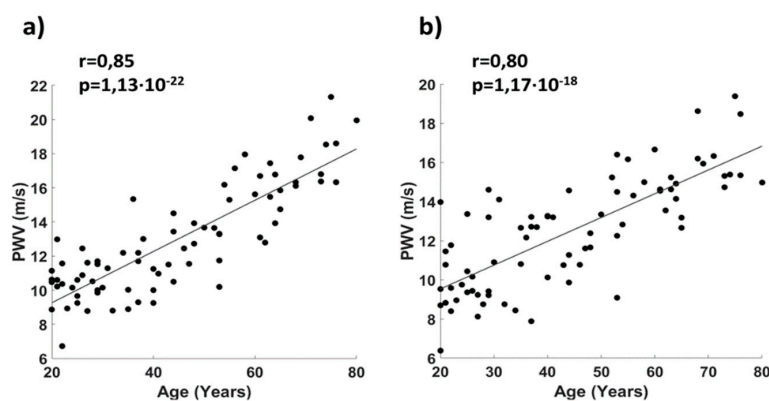 a)
r=0,85
p=1,13·10⁻²²
22
20
18
16
14
12
10
8
6
PWV (m/s)
20
40
60
80
Age (Years)
b)
r=0,80
p=1,17·10⁻¹⁸
20
18
16
14
12
10
8
6
PWV (m/s)
20
30
40
50
60
70
80
Age (Years)